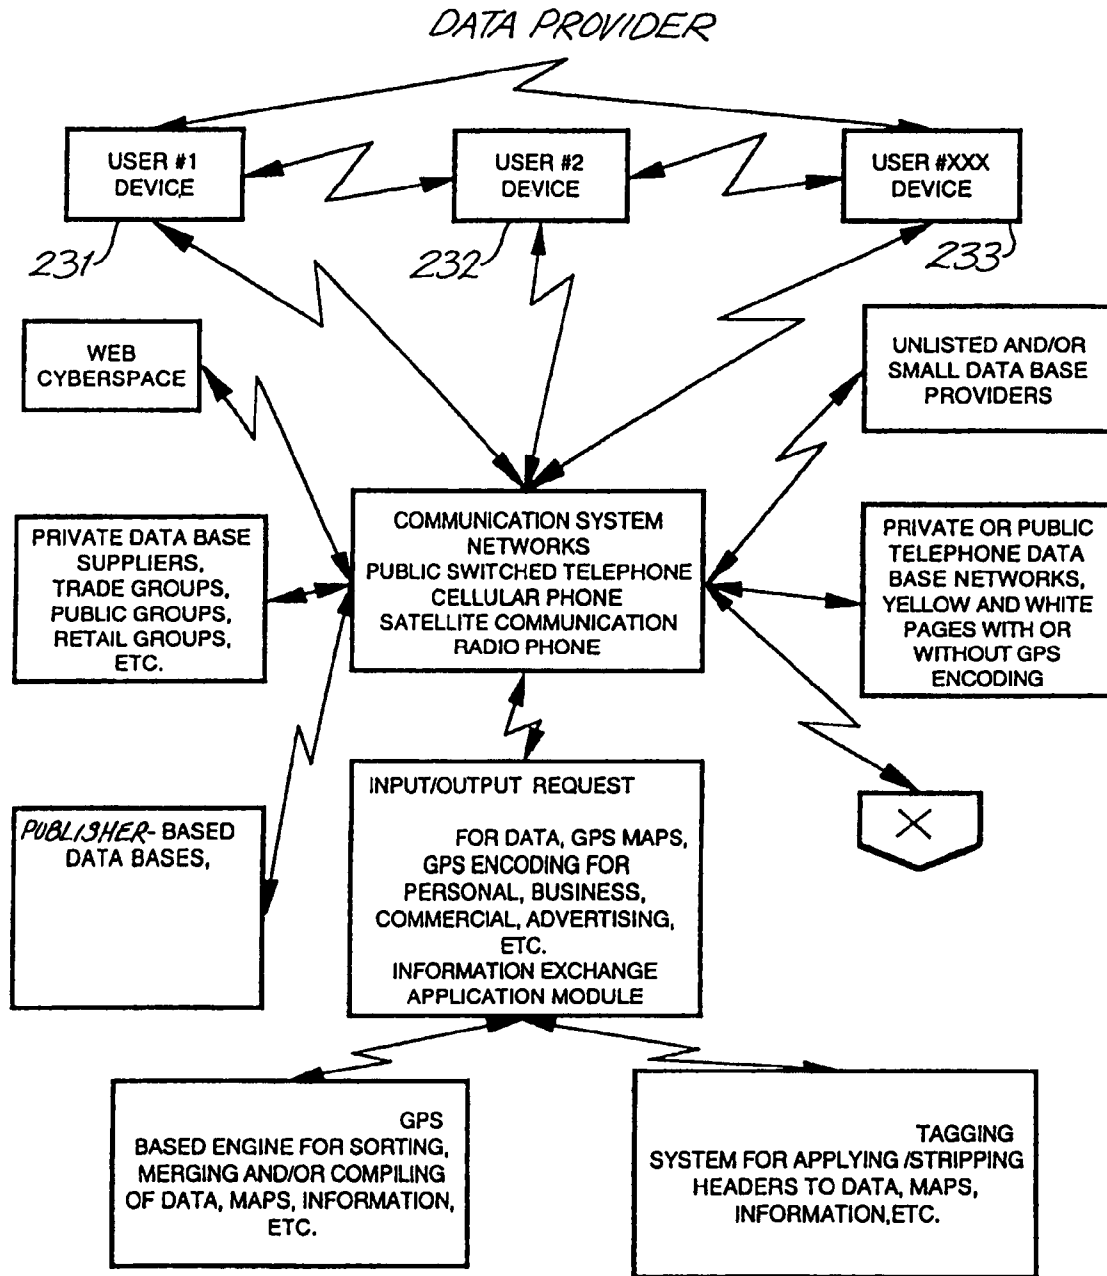 DATA PROVIDER
USER #1
DEVICE
USER #2
DEVICE
USER #XXX
DEVICE
231
232
233
WEB
CYBERSPACE
UNLISTED AND/OR
SMALL DATA BASE
PROVIDERS
PRIVATE DATA BASE
SUPPLIERS,
TRADE GROUPS,
PUBLIC GROUPS,
RETAIL GROUPS,
ETC.
COMMUNICATION SYSTEM
NETWORKS
PUBLIC SWITCHED TELEPHONE
CELLULAR PHONE
SATELLITE COMMUNICATION
RADIO PHONE
PRIVATE OR PUBLIC
TELEPHONE DATA
BASE NETWORKS,
YELLOW AND WHITE
PAGES WITH OR
WITHOUT GPS
ENCODING
PUBLISHER- BASED
DATA BASES,
INPUT/OUTPUT REQUEST
FOR DATA, GPS MAPS,
GPS ENCODING FOR
PERSONAL, BUSINESS,
COMMERCIAL, ADVERTISING,
ETC.
INFORMATION EXCHANGE
APPLICATION MODULE
X
GPS
BASED ENGINE FOR SORTING,
MERGING AND/OR COMPILING
OF DATA, MAPS, INFORMATION,
ETC.
TAGGING
SYSTEM FOR APPLYING /STRIPPING
HEADERS TO DATA, MAPS,
INFORMATION,ETC.